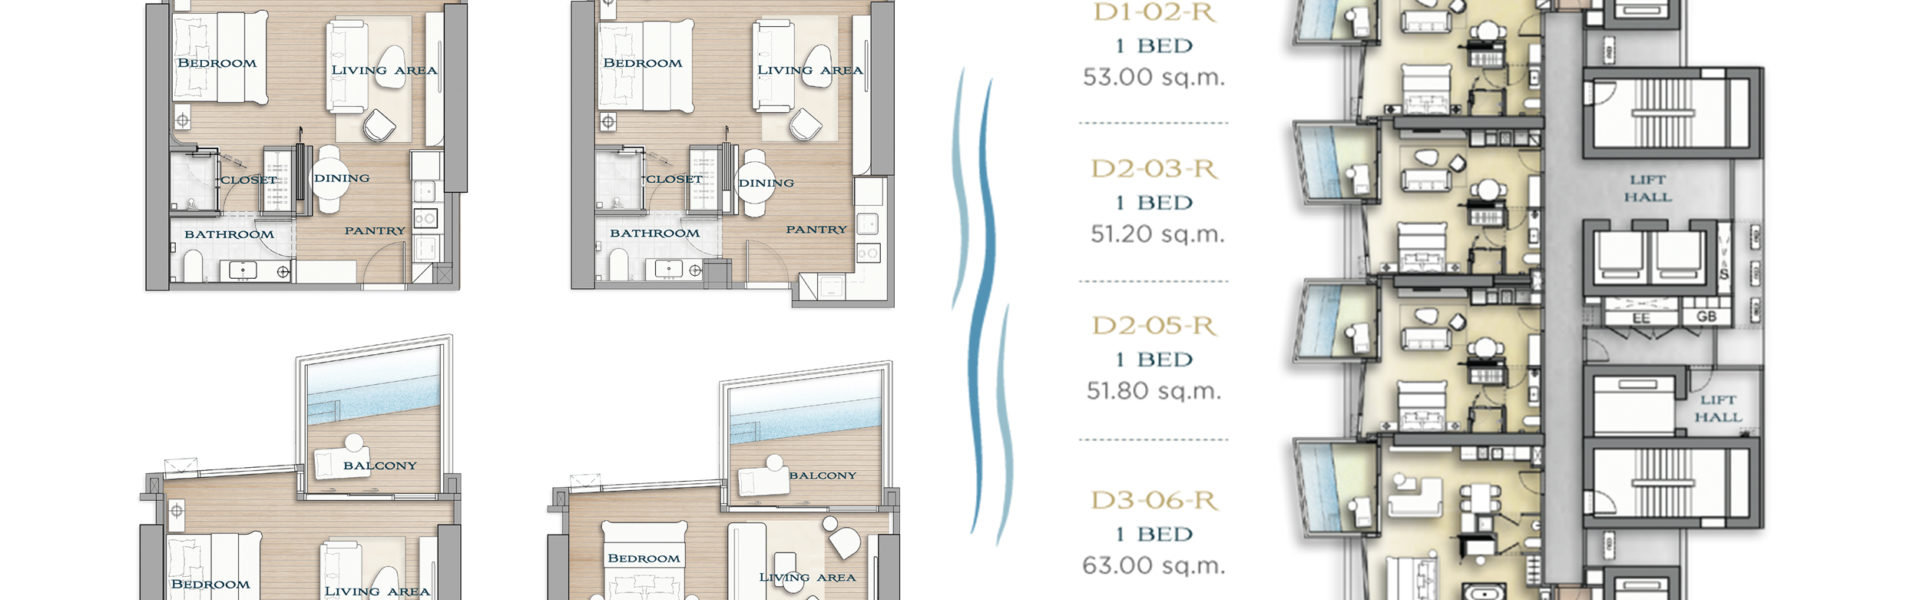 BEDROOM
LIVING AREA
CLOSET
DINING
BATHROOM
PANTRY
BEDROOM
LIVING AREA
CLOSET
DINING
BATHROOM
PANTRY
BALCONY
BEDROOM
LIVING AREA
BALCONY
BEDROOM
LIVING AREA
D1-02-R
1 BED
53.00 sq.m.
D2-03-R
1 BED
51.20 sq.m.
D2-05-R
1 BED
51.80 sq.m.
D3-06-R
1 BED
63.00 sq.m.
LIFT
HALL
EE
GB
LIFT
HALL